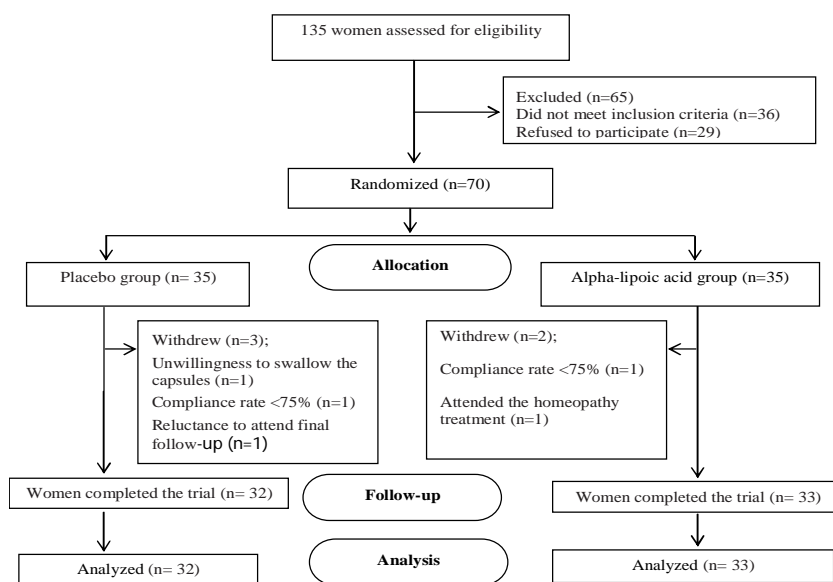 135 women assessed for eligibility
Excluded (n=65)
Did not meet inclusion criteria (n=36)
Refused to participate (n=29)
Randomized (n=70)
Allocation
Placebo group (n= 35)
Alpha-lipoic acid group (n=35)
Withdrew (n=3);
Unwillingness to swallow the
capsules (n=1)
Compliance rate <75% (n=1)
Reluctance to attend final
follow-up (n=1)
Withdrew (n=2);
Compliance rate <75% (n=1)
Attended the homeopathy
treatment (n=1)
Women completed the trial (n= 32)
Follow-up
Women completed the trial (n= 33)
Analyzed (n= 32)
Analysis
Analyzed (n= 33)